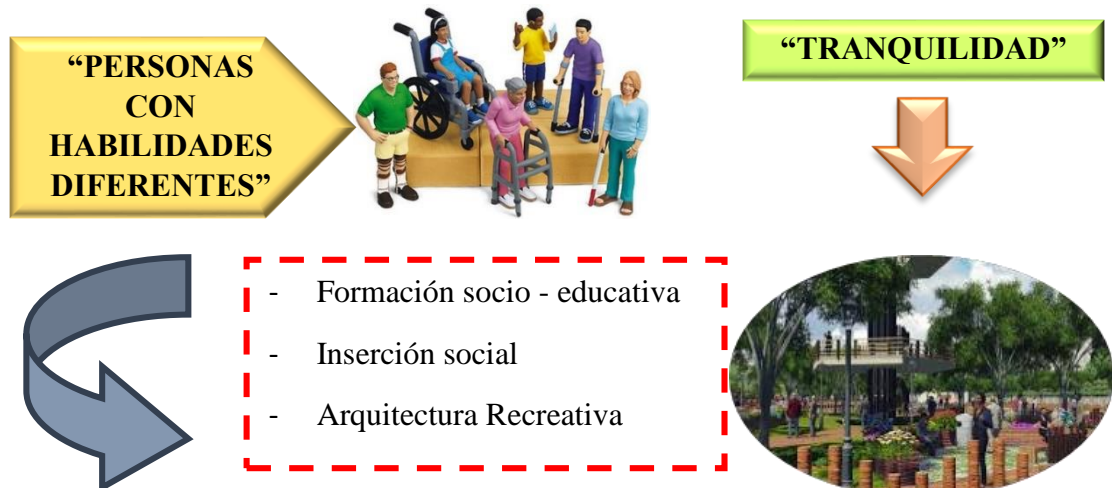 “PERSONAS
CON
HABILIDADES
DIFERENTES”
“TRANQUILIDAD”
- Formación socio - educativa
- Inserción social
- Arquitectura Recreativa